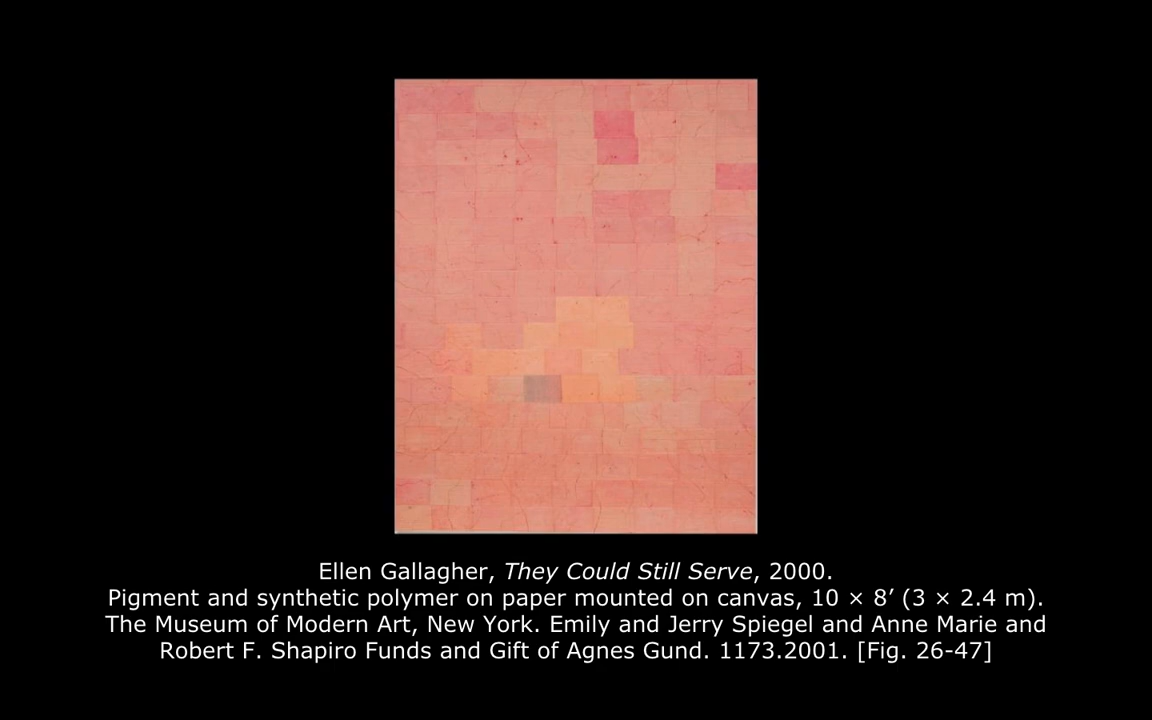 Ellen Gallagher, They Could Still Serve, 2000.
Pigment and synthetic polymer on paper mounted on canvas, 10 × 8′ (3 × 2.4 m).
The Museum of Modern Art, New York. Emily and Jerry Spiegel and Anne Marie and
Robert F. Shapiro Funds and Gift of Agnes Gund. 1173.2001. [Fig. 26-47]